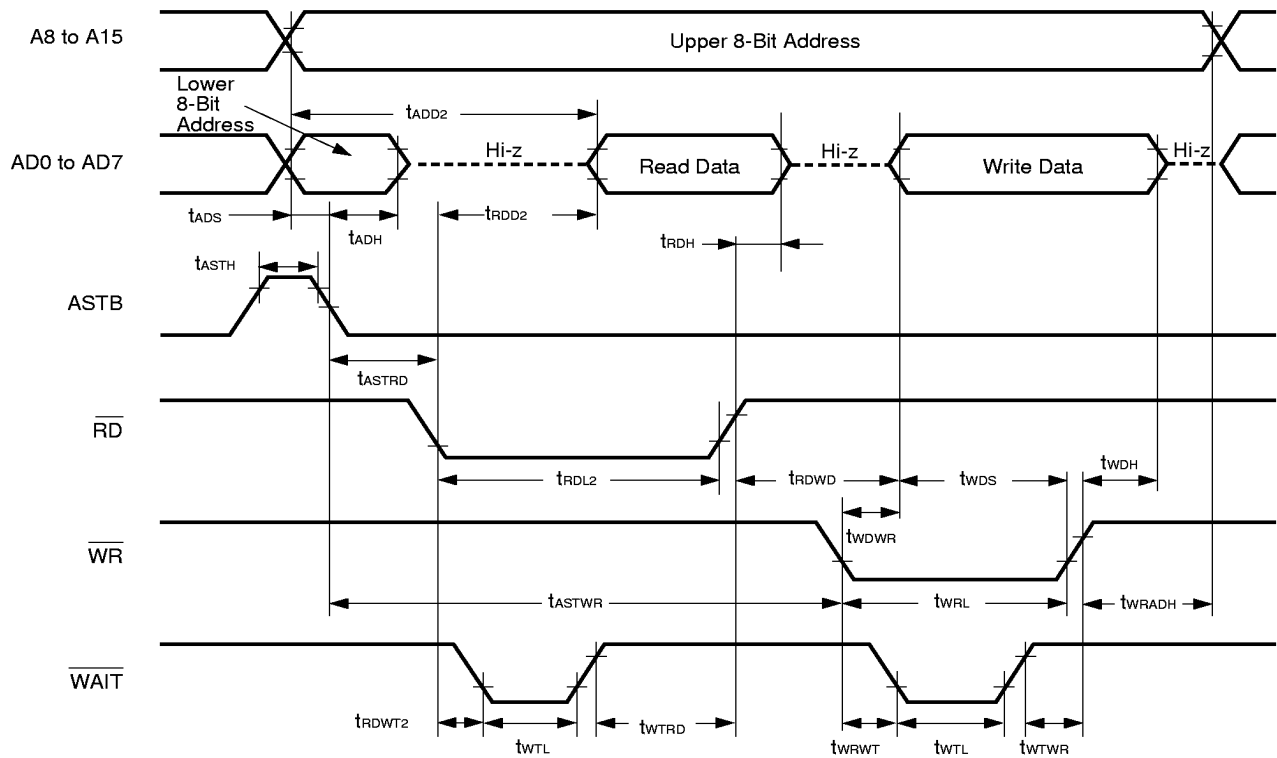 A8 to A15
Upper 8-Bit Address
Lower
8-Bit
Address
tADD2
AD0 to AD7
Hi-z
Read Data
Hi-z
Write Data
Hi-z
tADS
tADH
tRDD2
tRDH
tASTH
ASTB
tASTRD
RD
tRDL2
tRDWD
tWDS
tWDH
WR
tWDWR
tASTWR
tWRL
tWRADH
WAIT
tRDWT2
tWTL
tWTRD
tWRWT
tWTL
tWTWR